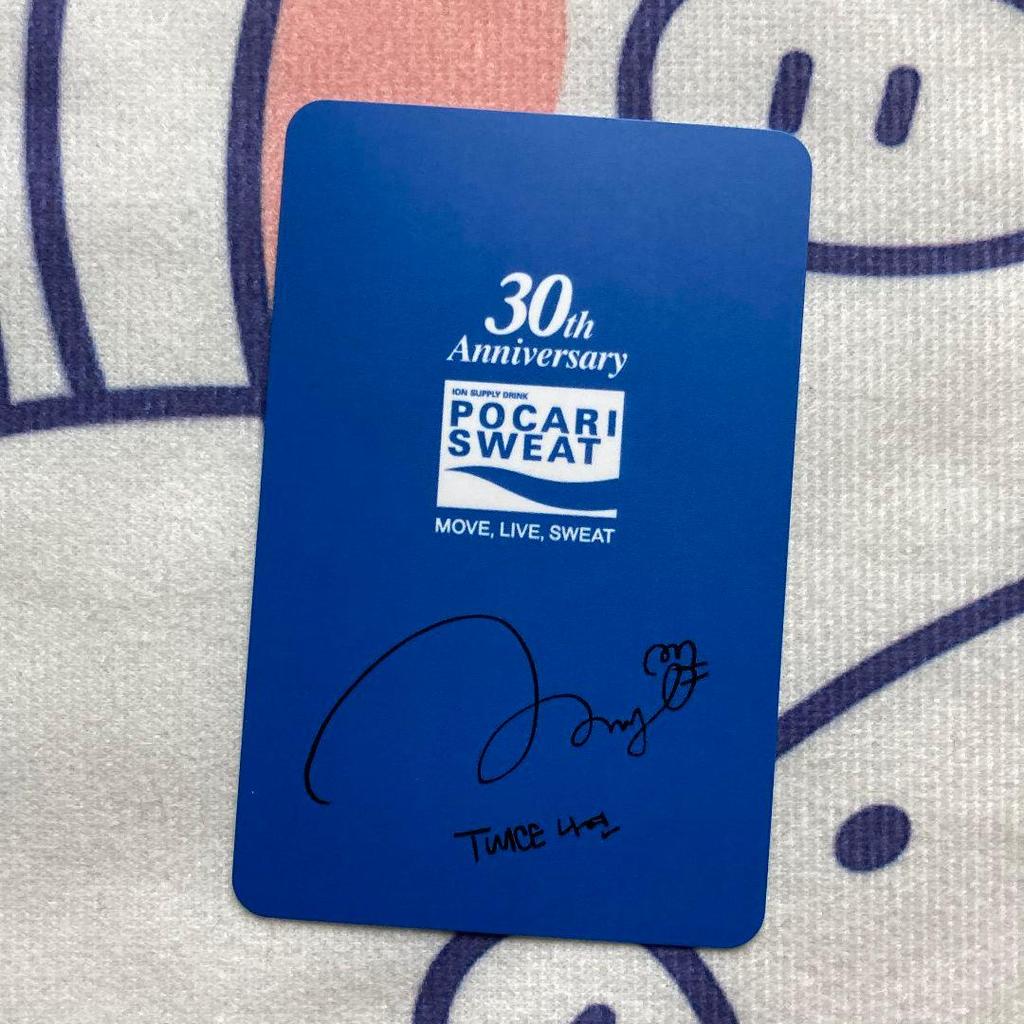 30th
Anniversary
ION SUPPLY DRINK
POCARI
SWEAT
MOVE, LIVE, SWEAT
TWICE 나연